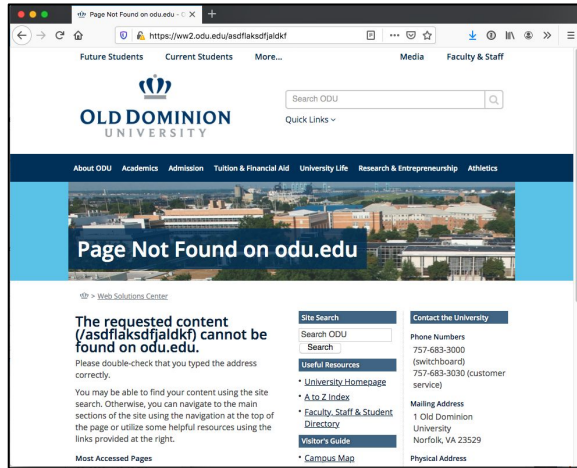 Page Not Found on odu.edu –
https://ww2.odu.edu/asdflaksdfjaldkf
Future Students Current Students More... Media Faculty & Staff
OLD DOMINION
UNIVERSITY
Search ODU
Quick Links
About ODU Academics Admission Tuition & Financial Aid University Life Research & Entrepreneurship Athletics
Page Not Found on odu.edu
> Web Solutions Center
The requested content
(/asdflaksdfjaldkf) cannot be
found on odu.edu.
Please double-check that you typed the address
correctly.
You may be able to find your content using the site
search. Otherwise, you can navigate to the main
sections of the site using the navigation at the top of
the page or utilize some helpful resources using the
links provided at the right.
Most Accessed Pages
Site Search
Search ODU
Search
Useful Resources
• University Homepage
• A to Z Index
• Faculty, Staff & Student
Directory
Visitor's Guide
• Campus Map
Contact the University
Phone Numbers
757-683-3000
(switchboard)
757-683-3030 (customer
service)
Mailing Address
1 Old Dominion
University
Norfolk, VA 23529
Physical Address